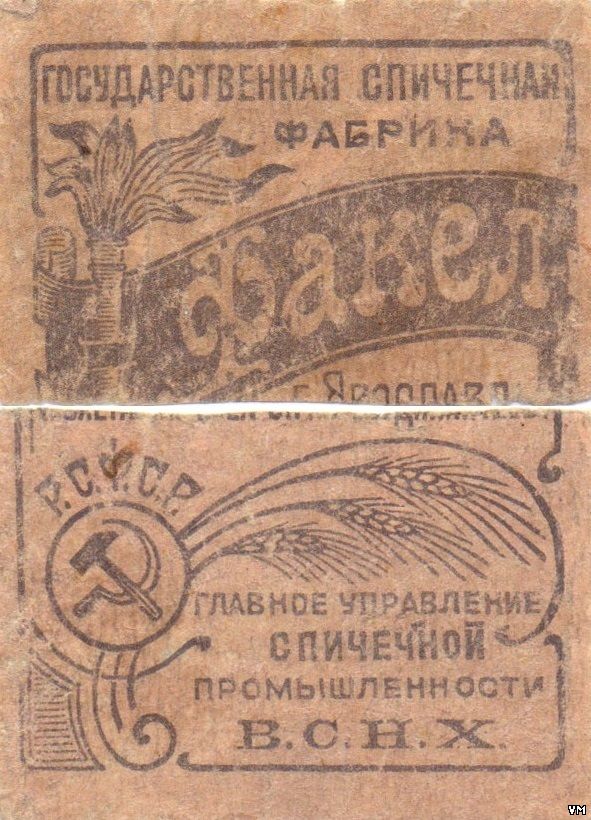 ГОСУДАРСТВЕННАЯ СПИЧЕЧНАЯ
ФАБРИКА
Факел
г. Ярославл
Р.С.Ф.С.Р.
ГЛАВНОЕ УПРАВЛЕНИЕ
СПИЧЕЧНОЙ
ПРОМЫШЛЕННОСТИ
В.С.Н.Х.
VM